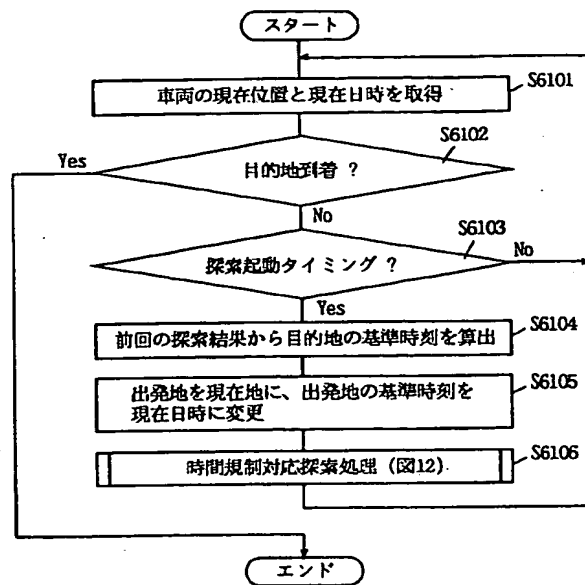 スタート
車両の現在位置と現在日時を取得
S6101
S6102
Yes
目的地到着 ?
No
S6103
No
探索起動タイミング ?
Yes
S6104
前回の探索結果から目的地の基準時刻を算出
S6105
出発地を現在地に、出発地の基準時刻を
現在日時に変更
S6106
時間規制対応探索処理 (図12)
エンド